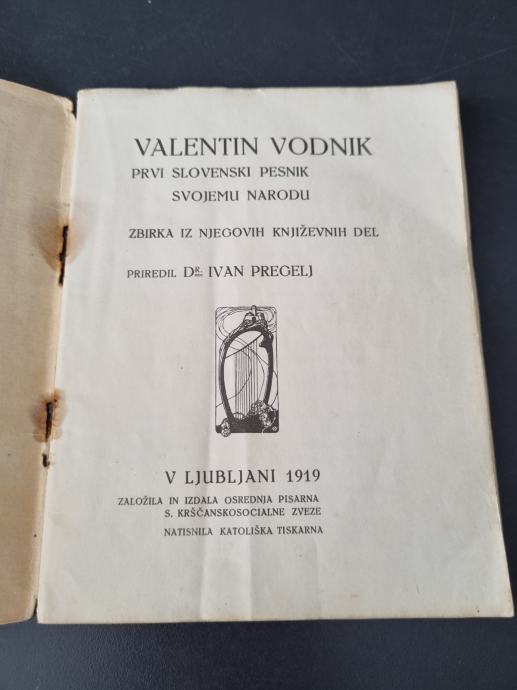 VALENTIN VODNIK
PRVI SLOVENSKI PESNIK
SVOJEMU NARODU
ZBIRKA IZ NJEGOVIH KNJIŽEVNIH DEL
PRIREDIL DR. IVAN PREGELJ
V LJUBLJANI 1919
ZALOŽILA IN IZDALA OSREDNJA PISARNA
S. KRŠČANSKOSOCIALNE ZVEZE
NATISNILA KATOLIŠKA TISKARNA